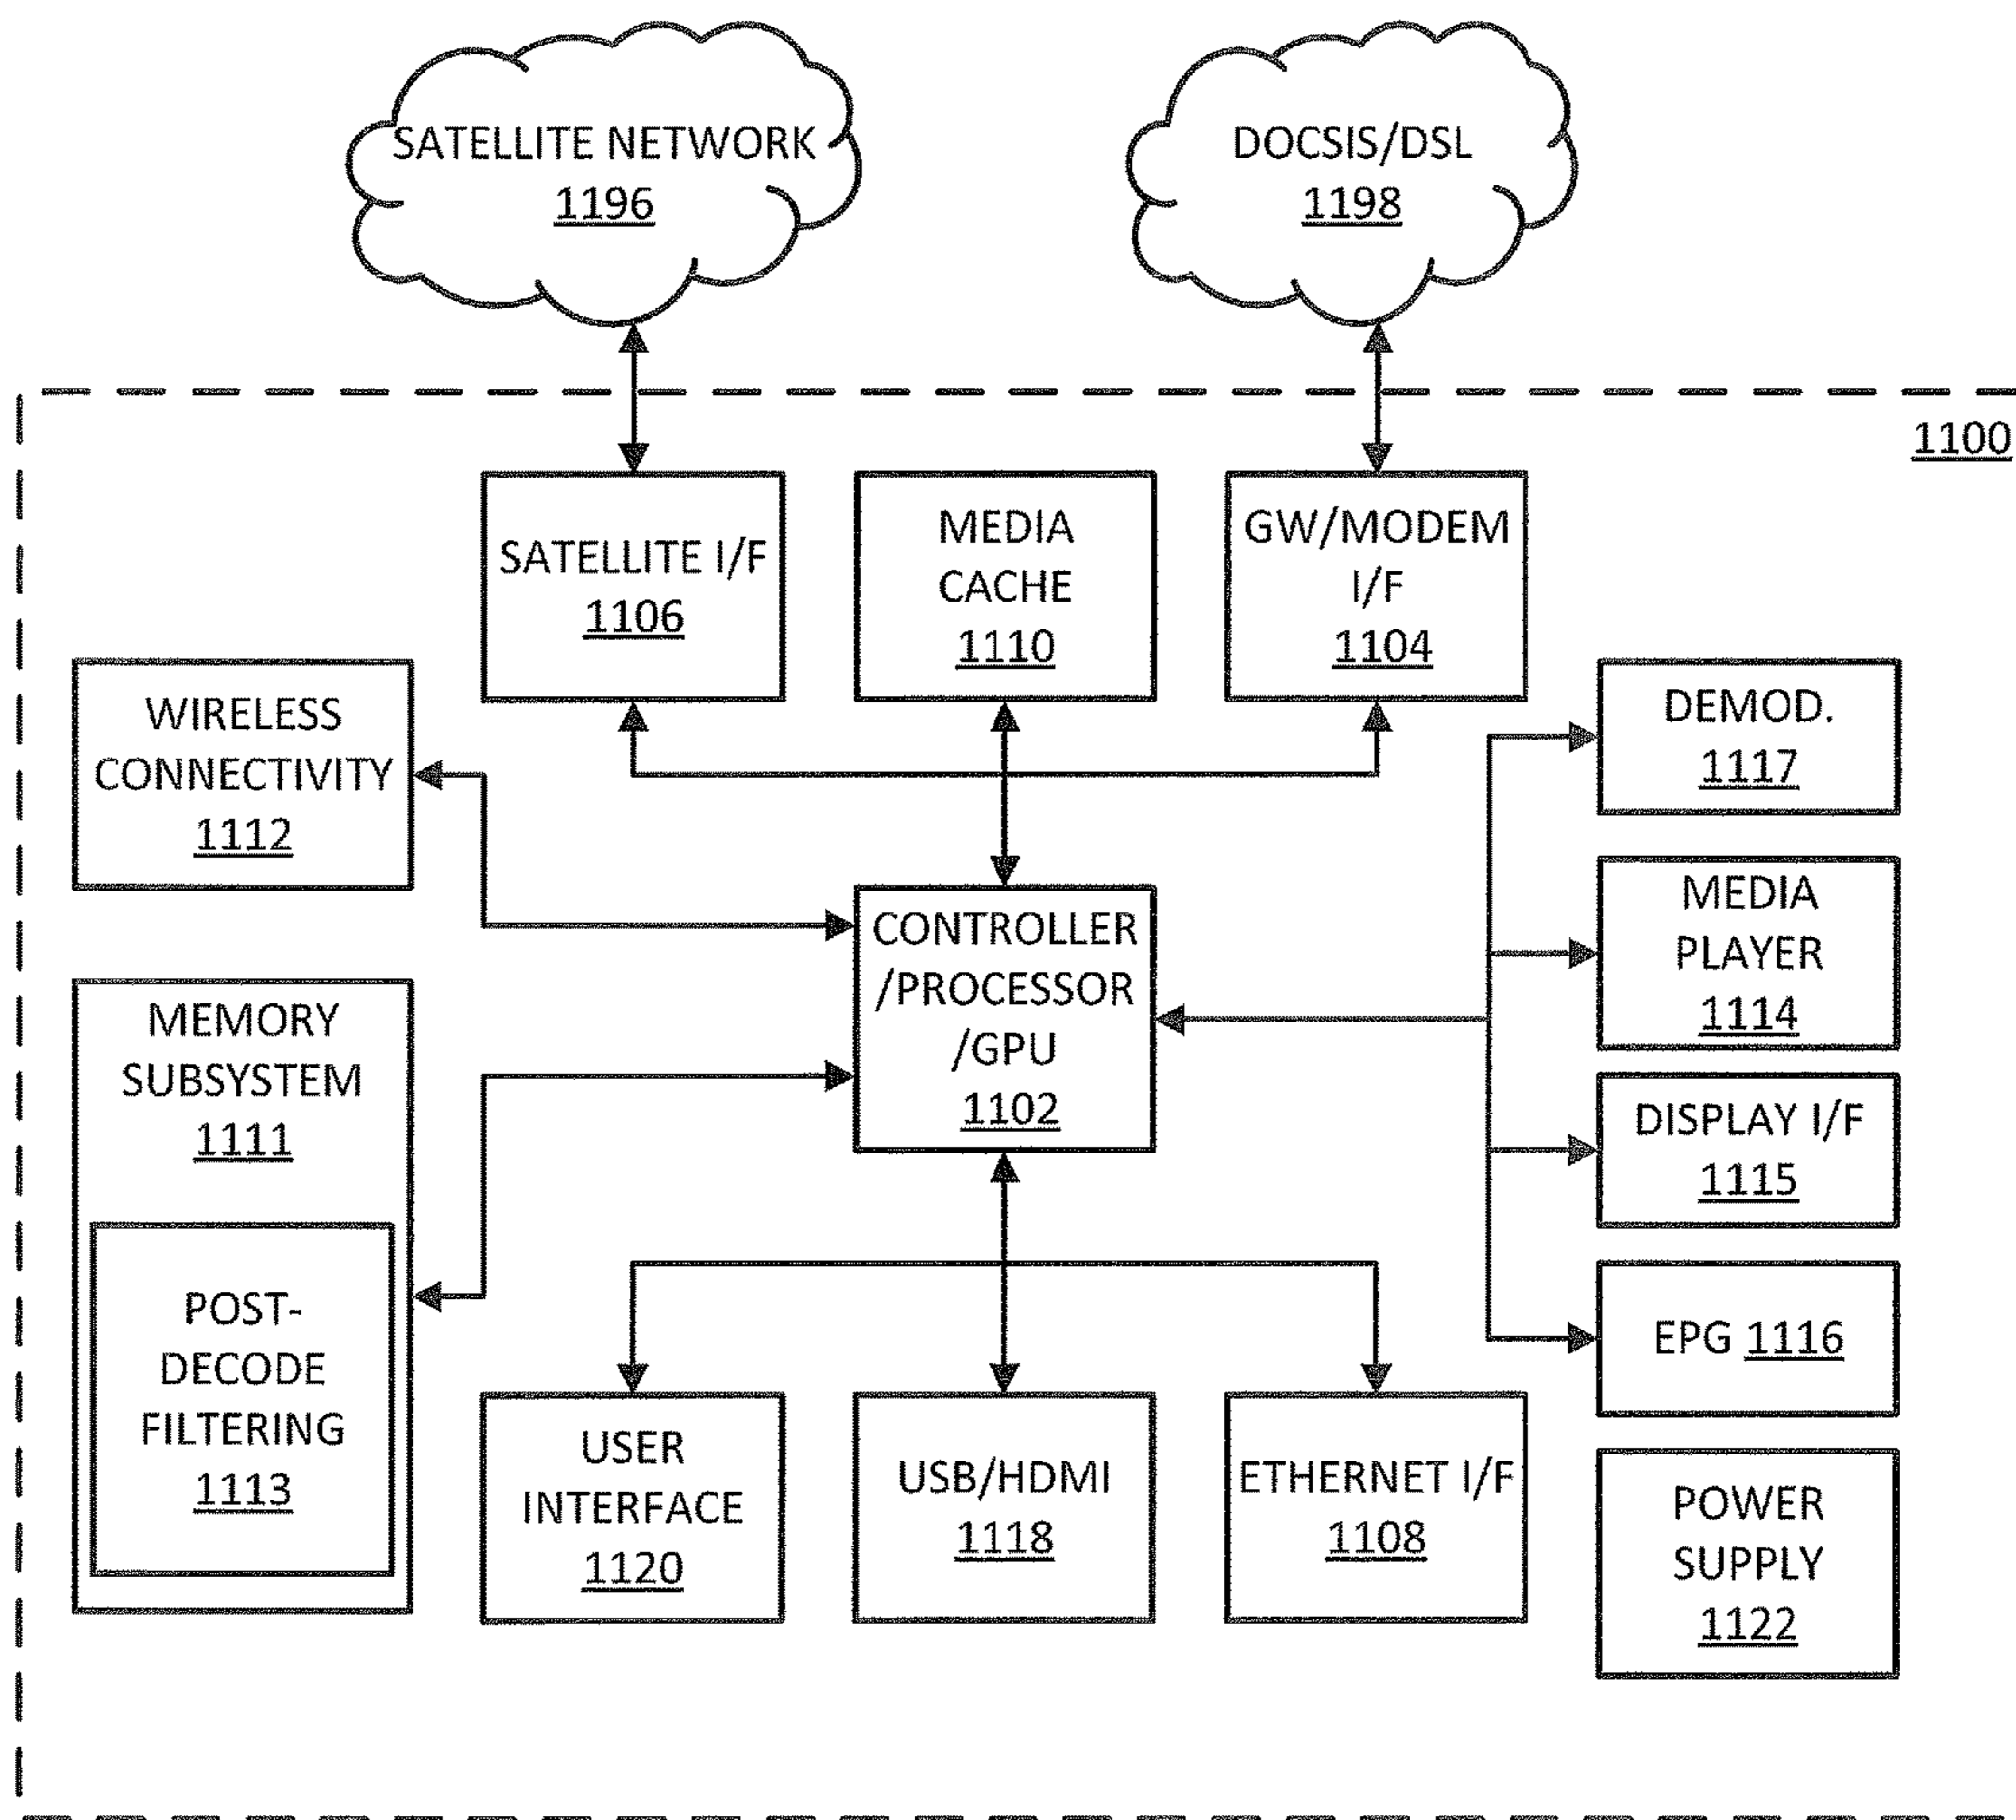 SATELLITE NETWORK
1196
DOCSIS/DSL
1198
1100
SATELLITE I/F
1106
MEDIA
CACHE
1110
GW/MODEM
I/F
1104
WIRELESS
CONNECTIVITY
1112
DEMOD.
1117
MEDIA
PLAYER
1114
CONTROLLER
/PROCESSOR
/GPU
1102
MEMORY
SUBSYSTEM
1111
DISPLAY I/F
1115
POST-
DECODE
FILTERING
1113
EPG 1116
USER
INTERFACE
1120
USB/HDMI
1118
ETHERNET I/F
1108
POWER
SUPPLY
1122